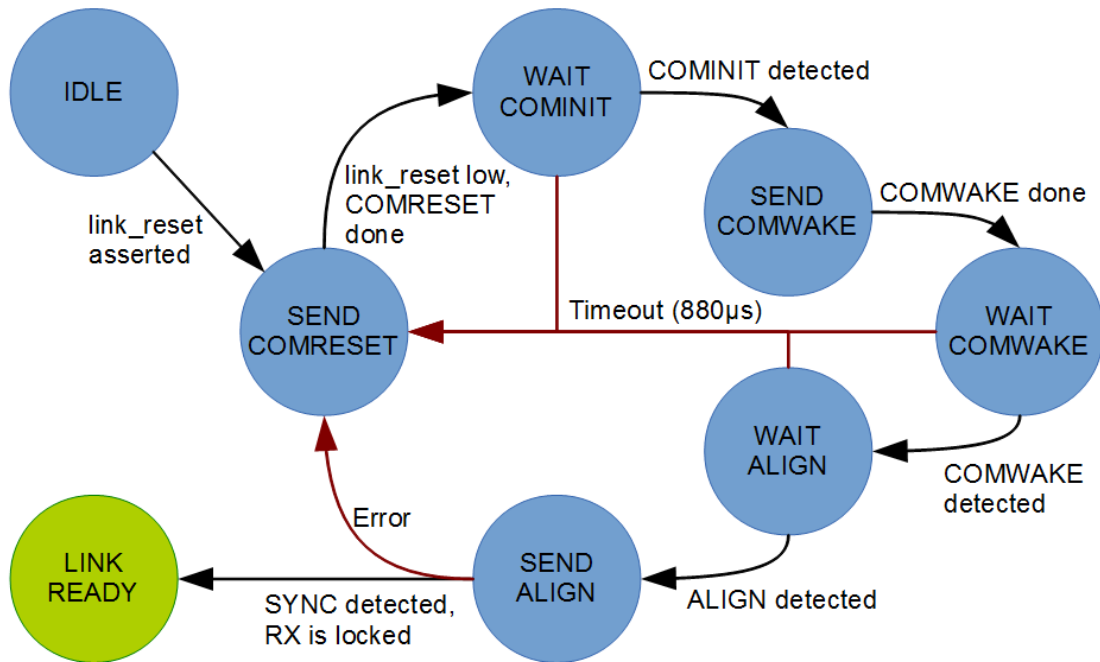 IDLE
WAIT
COMINIT
COMINIT detected
SEND
COMWAKE
COMWAKE done
link_reset low,
COMRESET
done
link_reset
asserted
SEND
COMRESET
Timeout (880µs)
WAIT
COMWAKE
WAIT
ALIGN
COMWAKE
detected
Error
LINK
READY
SEND
ALIGN
ALIGN detected
SYNC detected,
RX is locked